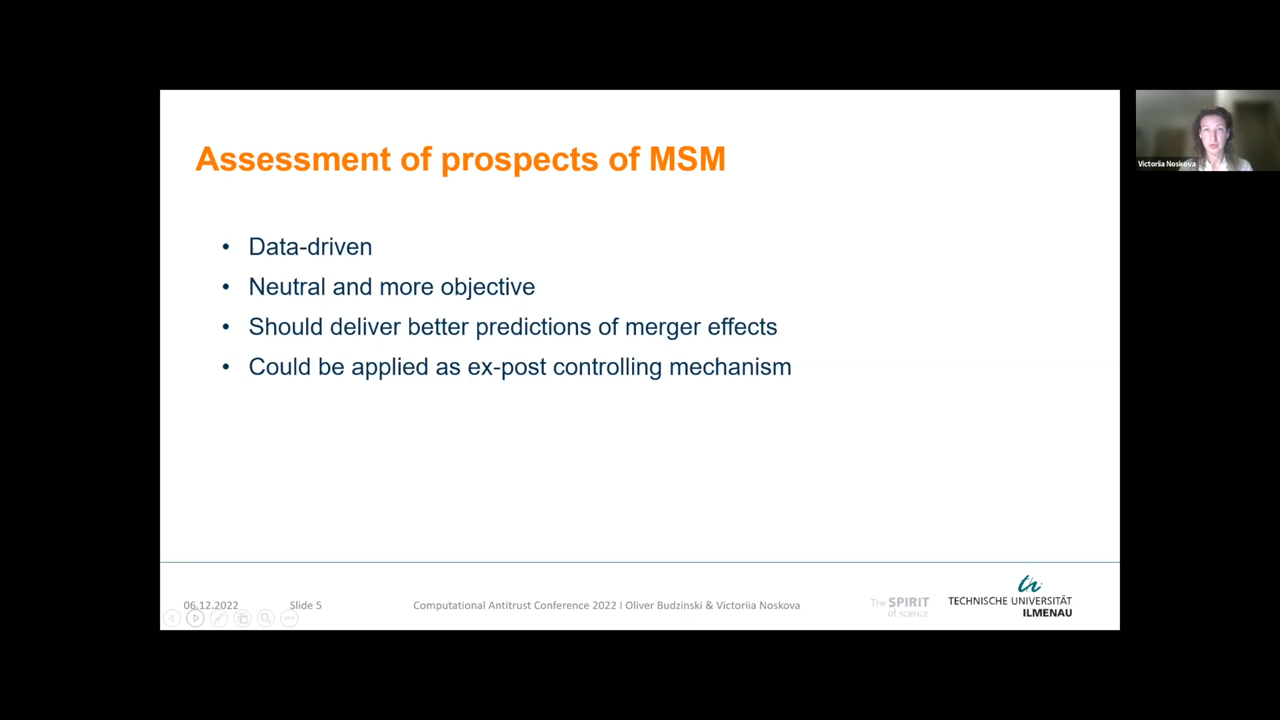 Assessment of prospects of MSM
• Data-driven
• Neutral and more objective
• Should deliver better predictions of merger effects
• Could be applied as ex-post controlling mechanism
Victoriia Noskova
06.12.2022
Slide 5
Computational Antitrust Conference 2022 I Oliver Budzinski & Victoriia Noskova
The SPIRIT
of science
TECHNISCHE UNIVERSITÄT
ILMENAU